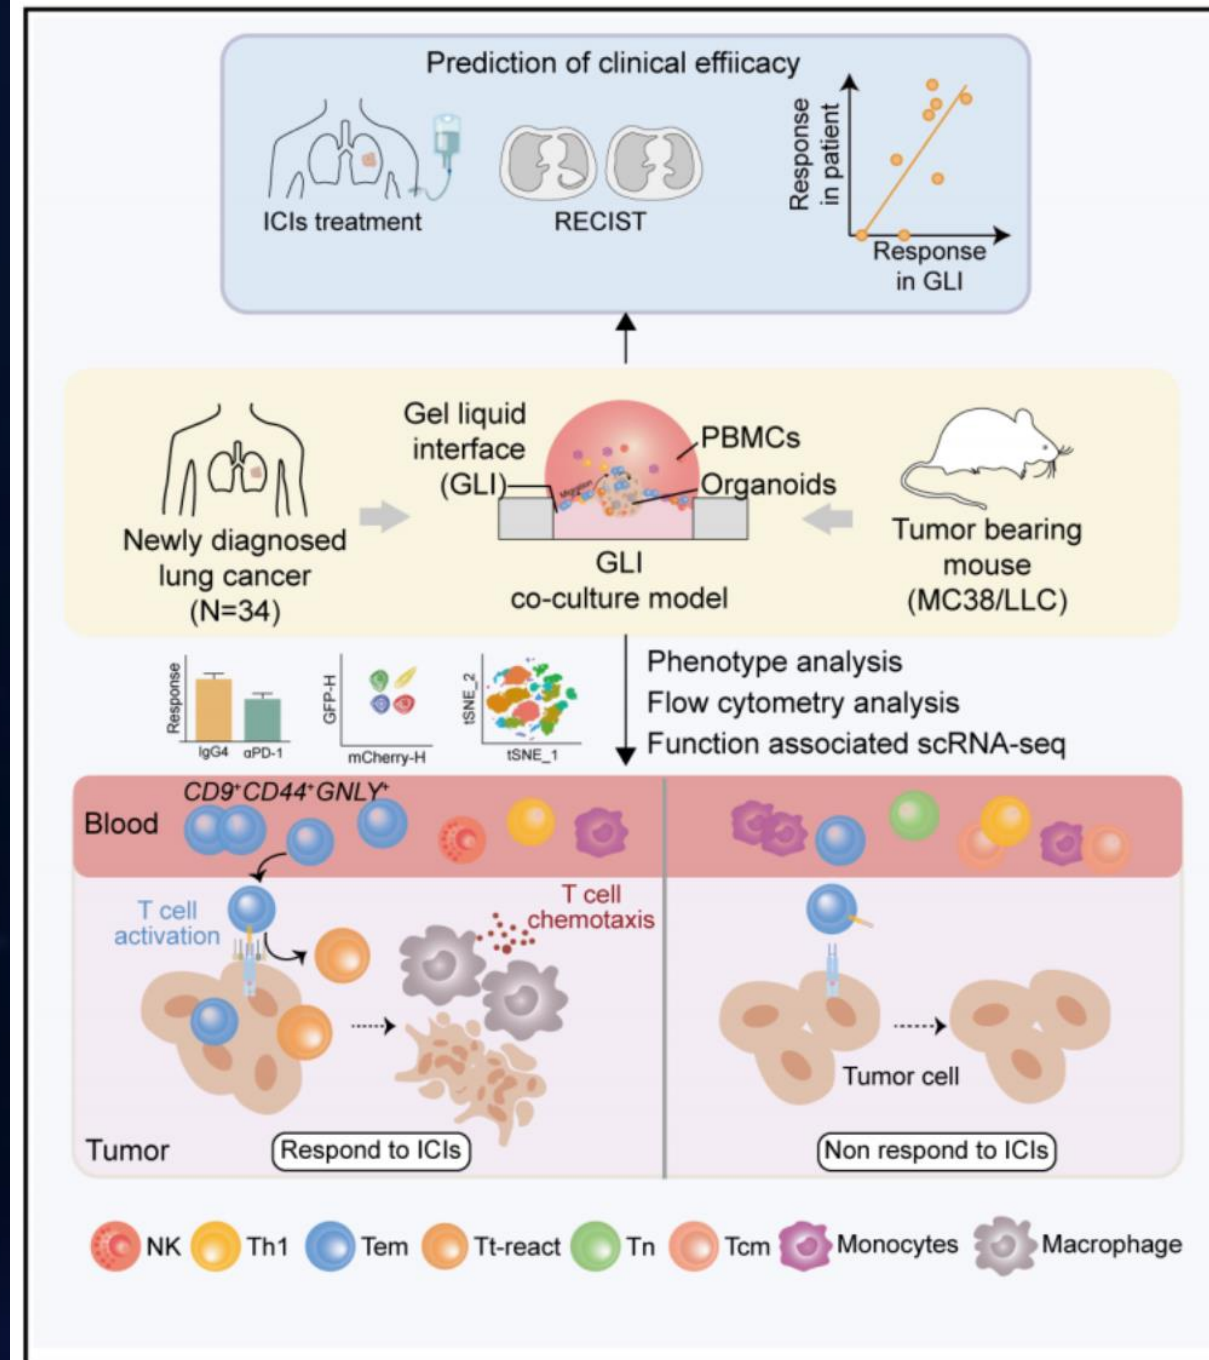 Prediction of clinical effiicacy
ICIs treatment
RECIST
Response
in patient
Response
in GLI
Gel liquid
interface
(GLI)
Migration
PBMCs
Organoids
GLI
co-culture model
Newly diagnosed
lung cancer
(N=34)
Tumor bearing
mouse
(MC38/LLC)
Response
IgG4
αPD-1
GFP-H
mCherry-H
tSNE_2
tSNE_1
Phenotype analysis
Flow cytometry analysis
Function associated scRNA-seq
CD9⁺CD44⁺GNLY⁺
Blood
T cell
activation
T cell
chemotaxis
Tumor cell
Tumor
Respond to ICIs
Non respond to ICIs
NK
Th1
Tem
Tt-react
Tn
Tcm
Monocytes
Macrophage